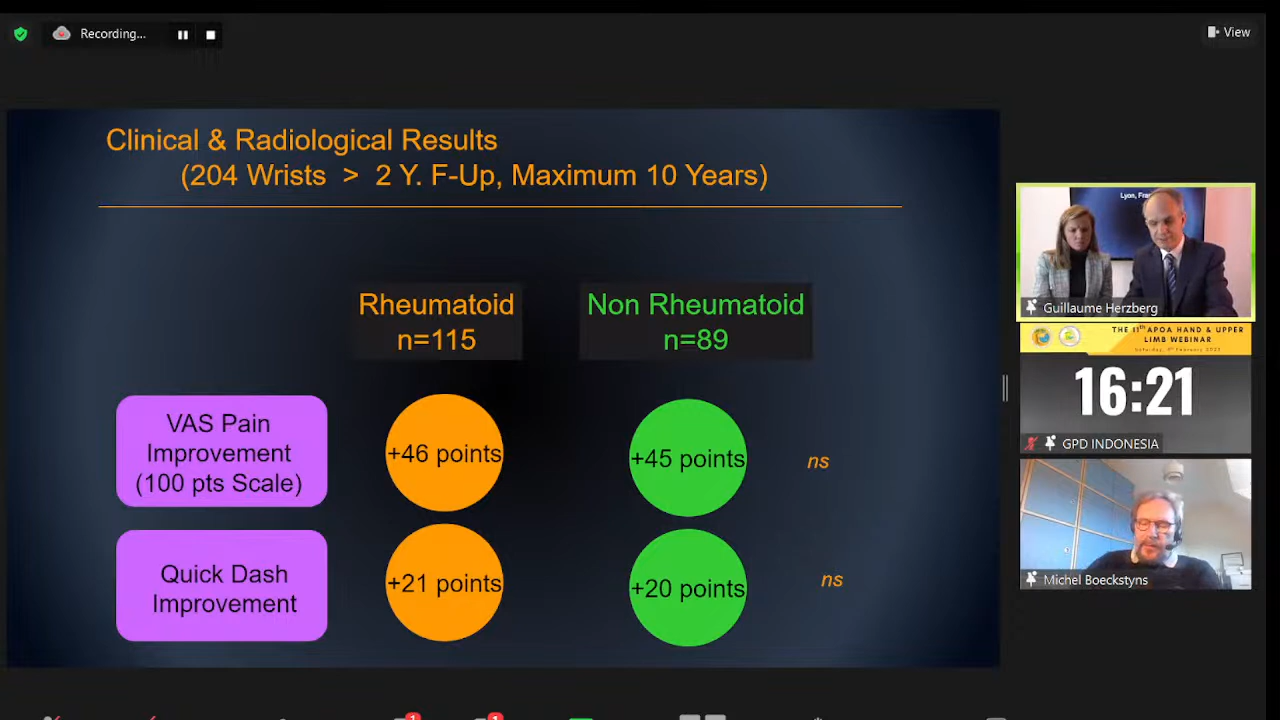 Recording...
View
Clinical & Radiological Results
(204 Wrists > 2 Y. F-Up, Maximum 10 Years)
Rheumatoid
n=115
Non Rheumatoid
n=89
VAS Pain
Improvement
(100 pts Scale)
+46 points
+45 points
ns
Quick Dash
Improvement
+21 points
+20 points
ns
Guillaume Herzberg
THE 11th APOA HAND & UPPER
LIMB WEBINAR
16:21
GPD INDONESIA
Michel Boeckstyns
1
1